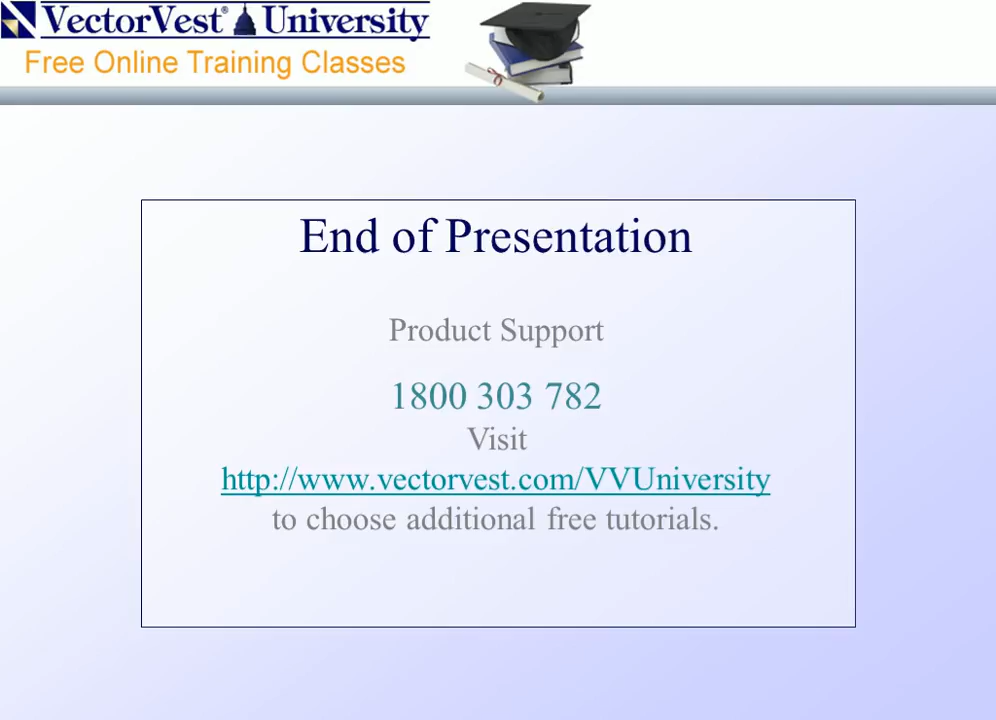 VectorVest® University
Free Online Training Classes
End of Presentation
Product Support
1800 303 782
Visit
http://www.vectorvest.com/VVUniversity
to choose additional free tutorials.